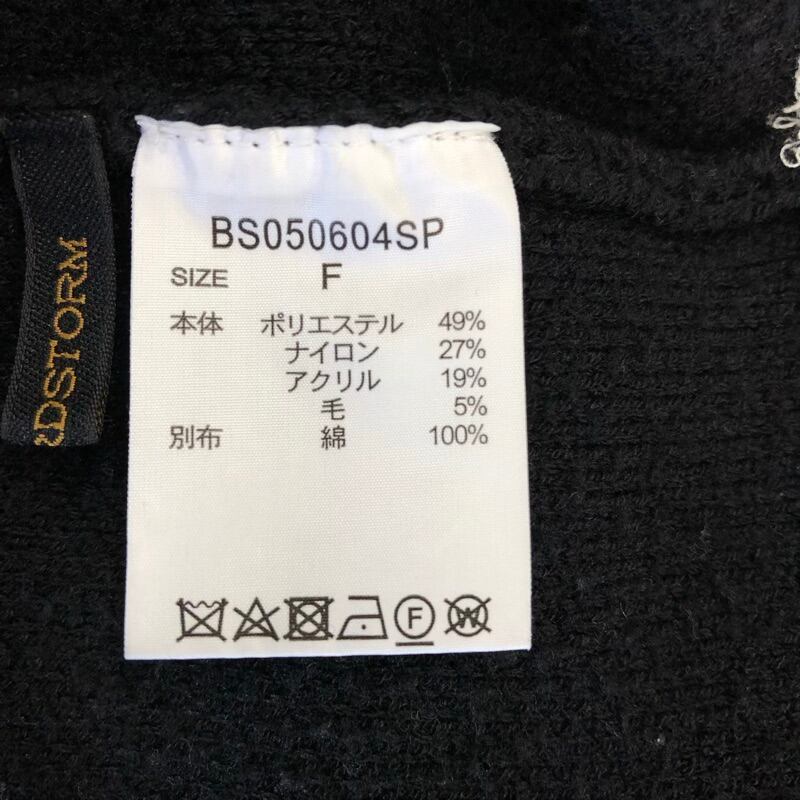 BS050604SP
SIZE F
本体 ポリエステル 49%
ナイロン 27%
アクリル 19%
毛 5%
別布 綿 100%
F W
RDSTORM